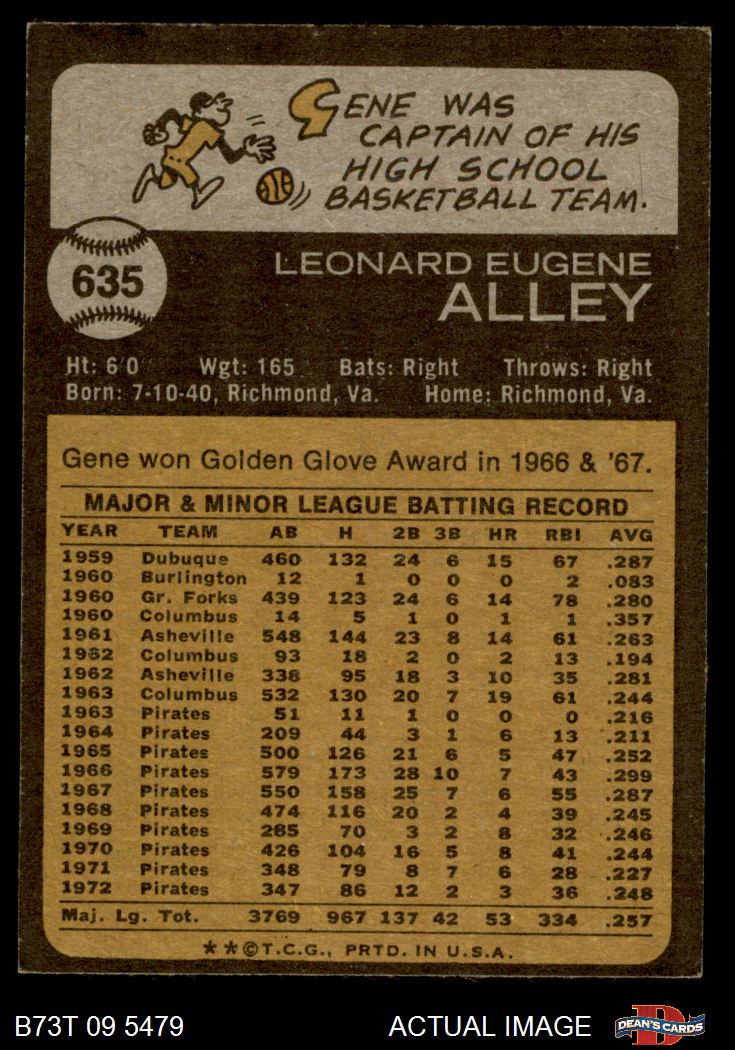 GENE WAS
CAPTAIN OF HIS
HIGH SCHOOL
BASKETBALL TEAM.
635
LEONARD EUGENE
ALLEY
Ht: 6'0" Wgt: 165 Bats: Right Throws: Right
Born: 7-10-40, Richmond, Va. Home: Richmond, Va.
Gene won Golden Glove Award in 1966 & '67.
MAJOR & MINOR LEAGUE BATTING RECORD
YEAR TEAM AB H 2B 3B HR RBI AVG
1959 Dubuque 460 132 24 6 15 67 .287
1960 Burlington 12 1 0 0 0 2 .083
1960 Gr. Forks 439 123 24 6 14 78 .280
1960 Columbus 14 5 1 0 1 1 .357
1961 Asheville 548 144 23 8 14 61 .263
1962 Columbus 93 18 2 0 2 13 .194
1962 Asheville 338 95 18 3 10 35 .281
1963 Columbus 532 130 20 7 19 61 .244
1963 Pirates 51 11 1 0 0 0 .216
1964 Pirates 209 44 3 1 6 13 .211
1965 Pirates 500 126 21 6 5 47 .252
1966 Pirates 579 173 28 10 7 43 .299
1967 Pirates 550 158 25 7 6 55 .287
1968 Pirates 474 116 20 2 4 39 .245
1969 Pirates 285 70 3 2 8 32 .246
1970 Pirates 426 104 16 5 8 41 .244
1971 Pirates 348 79 8 7 6 28 .227
1972 Pirates 347 86 12 2 3 36 .248
Maj. Lg. Tot. 3769 967 137 42 53 334 .257
**©T.C.G., PRTD. IN U.S.A.
B73T 09 5479 ACTUAL IMAGE
D
DEAN'S CARDS